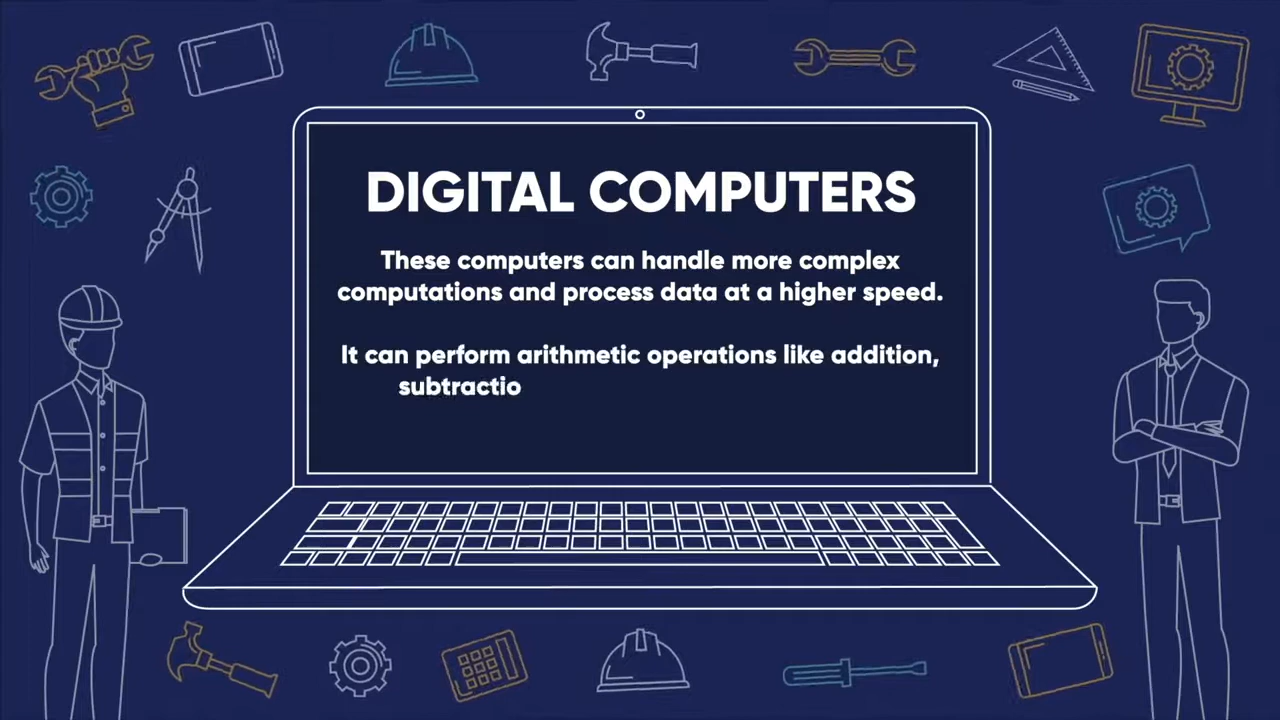 DIGITAL COMPUTERS
These computers can handle more complex
computations and process data at a higher speed.
It can perform arithmetic operations like addition,
subtractio